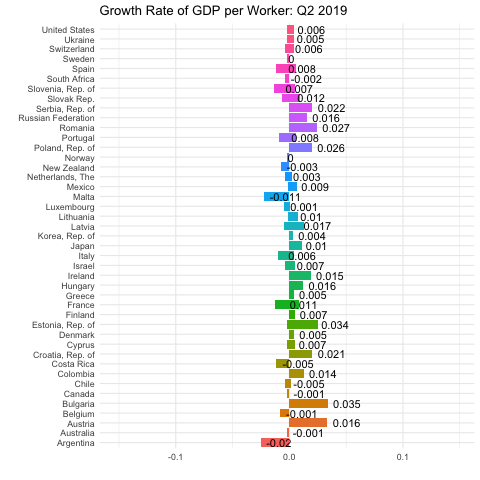 Growth Rate of GDP per Worker: Q2 2019
United States 0.006
Ukraine 0.005
Switzerland 0.006
Sweden 0
Spain 0.008
South Africa -0.002
Slovenia, Rep. of 0.007
Slovak Rep. 0.012
Serbia, Rep. of 0.022
Russian Federation 0.016
Romania 0.027
Portugal 0.008
Poland, Rep. of 0.026
Norway 0
New Zealand -0.003
Netherlands, The 0.003
Mexico 0.009
Malta -0.011
Luxembourg 0.001
Lithuania 0.01
Latvia 0.017
Korea, Rep. of 0.004
Japan 0.01
Italy 0.006
Israel 0.007
Ireland 0.015
Hungary 0.016
Greece 0.005
France 0.011
Finland 0.007
Estonia, Rep. of 0.034
Denmark 0.005
Cyprus 0.007
Croatia, Rep. of 0.021
Costa Rica -0.005
Colombia 0.014
Chile -0.005
Canada -0.001
Bulgaria 0.035
Belgium -0.001
Austria 0.016
Australia -0.001
Argentina -0.02
-0.1 0.0 0.1